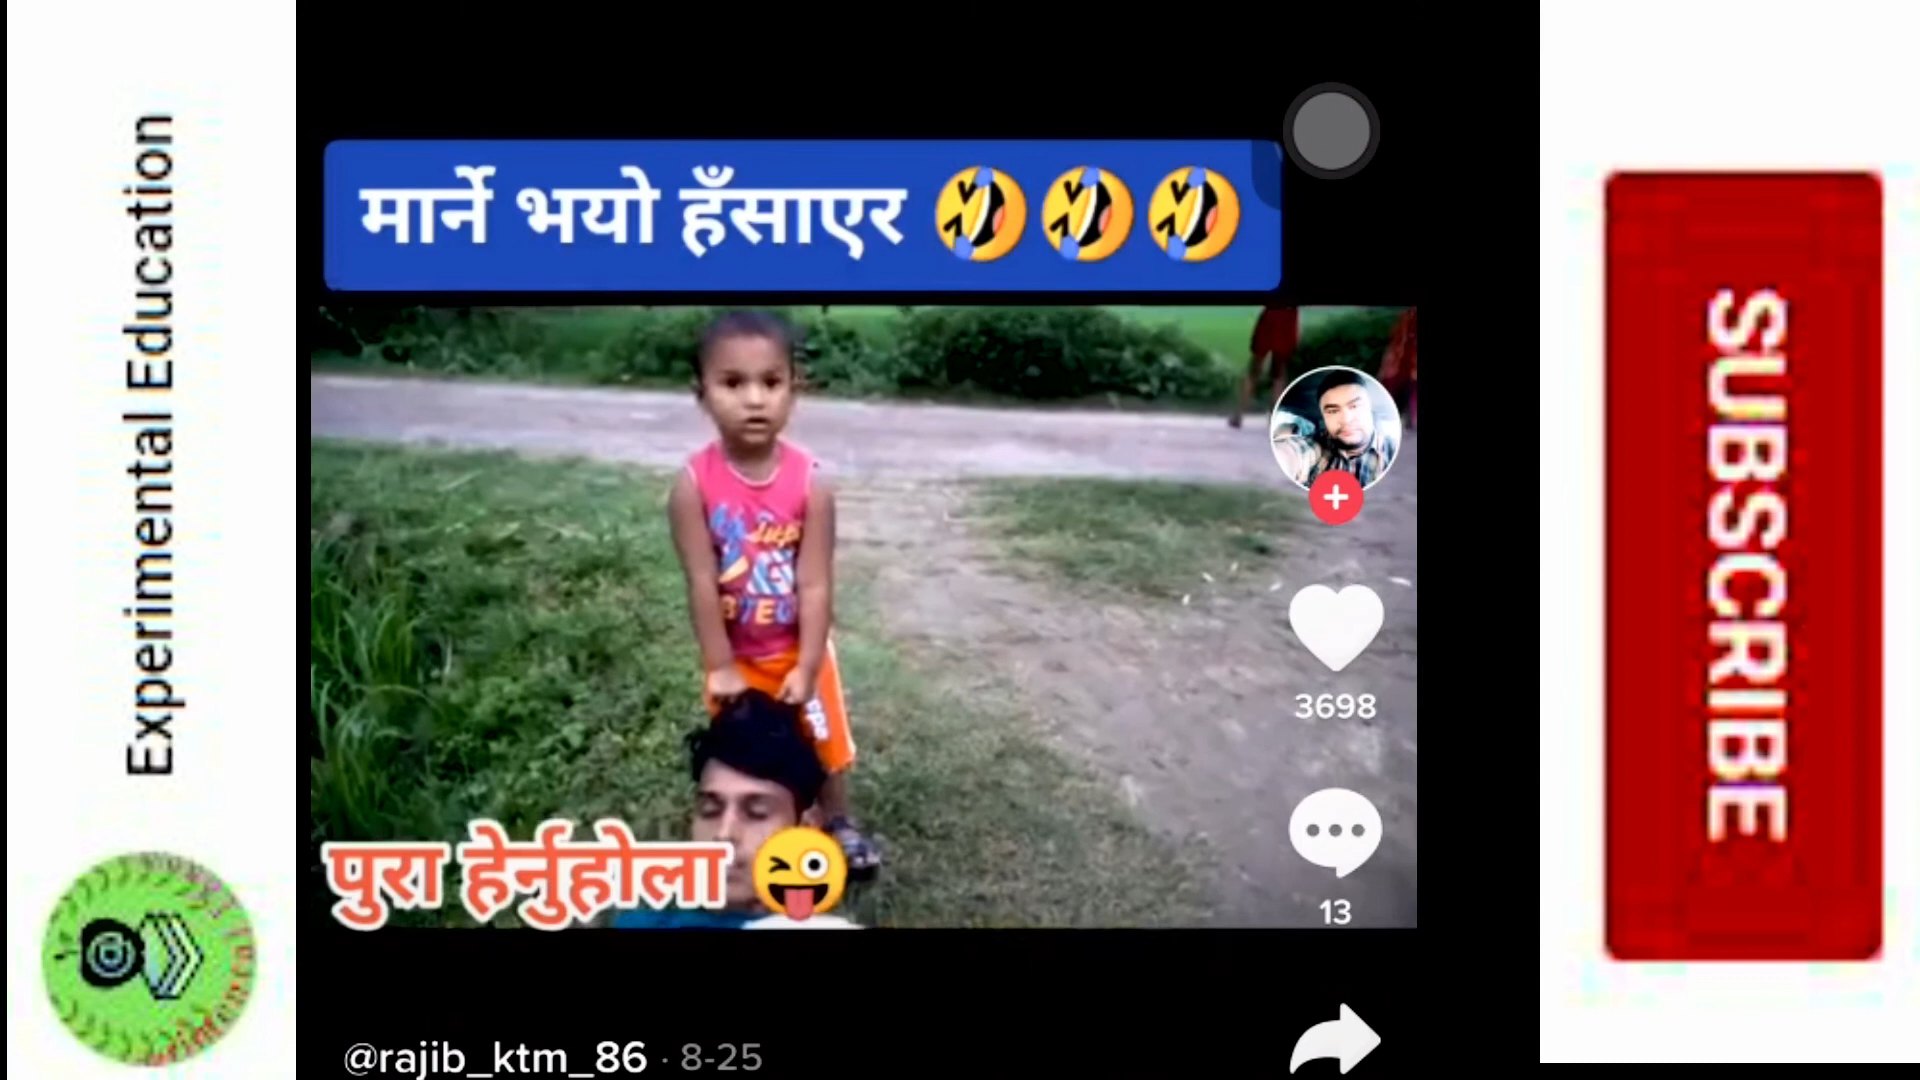 Experimental Education
मार्ने भयो हँसाएर 🤣🤣🤣
SUBSCRIBE
3698
पुरा हेर्नुहोला 😜
13
@rajib_ktm_86 · 8-25